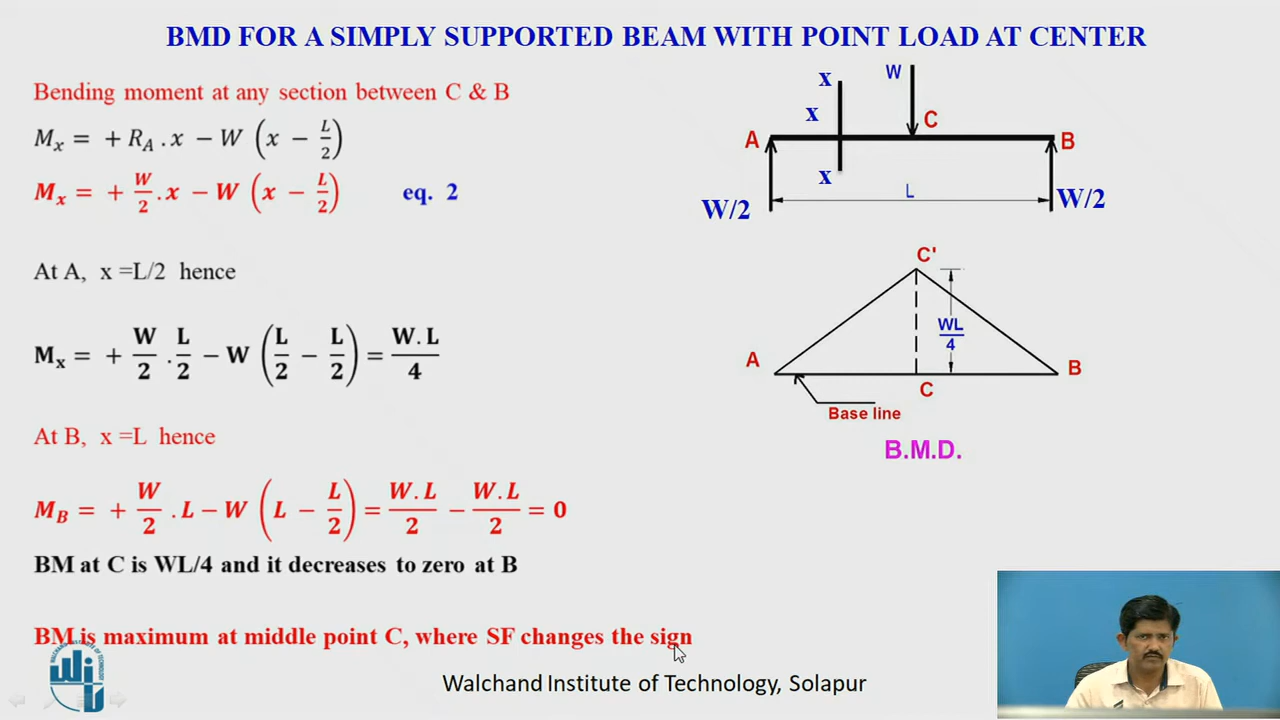 BMD FOR A SIMPLY SUPPORTED BEAM WITH POINT LOAD AT CENTER
Bending moment at any section between C & B
Mₓ = + R_A . x − W (x − L/2)
Mₓ = + W/2 . x − W (x − L/2) eq. 2
At A, x =L/2 hence
Mₓ = + W/2 . L/2 − W (L/2 − L/2) = W.L/4
At B, x =L hence
M_B = + W/2 . L − W (L − L/2) = W.L/2 − W.L/2 = 0
BM at C is WL/4 and it decreases to zero at B
BM is maximum at middle point C, where SF changes the sign
x
W
x
C
A
B
x
L
W/2
W/2
C'
WL/4
A
B
C
Base line
B.M.D.
Walchand Institute of Technology, Solapur